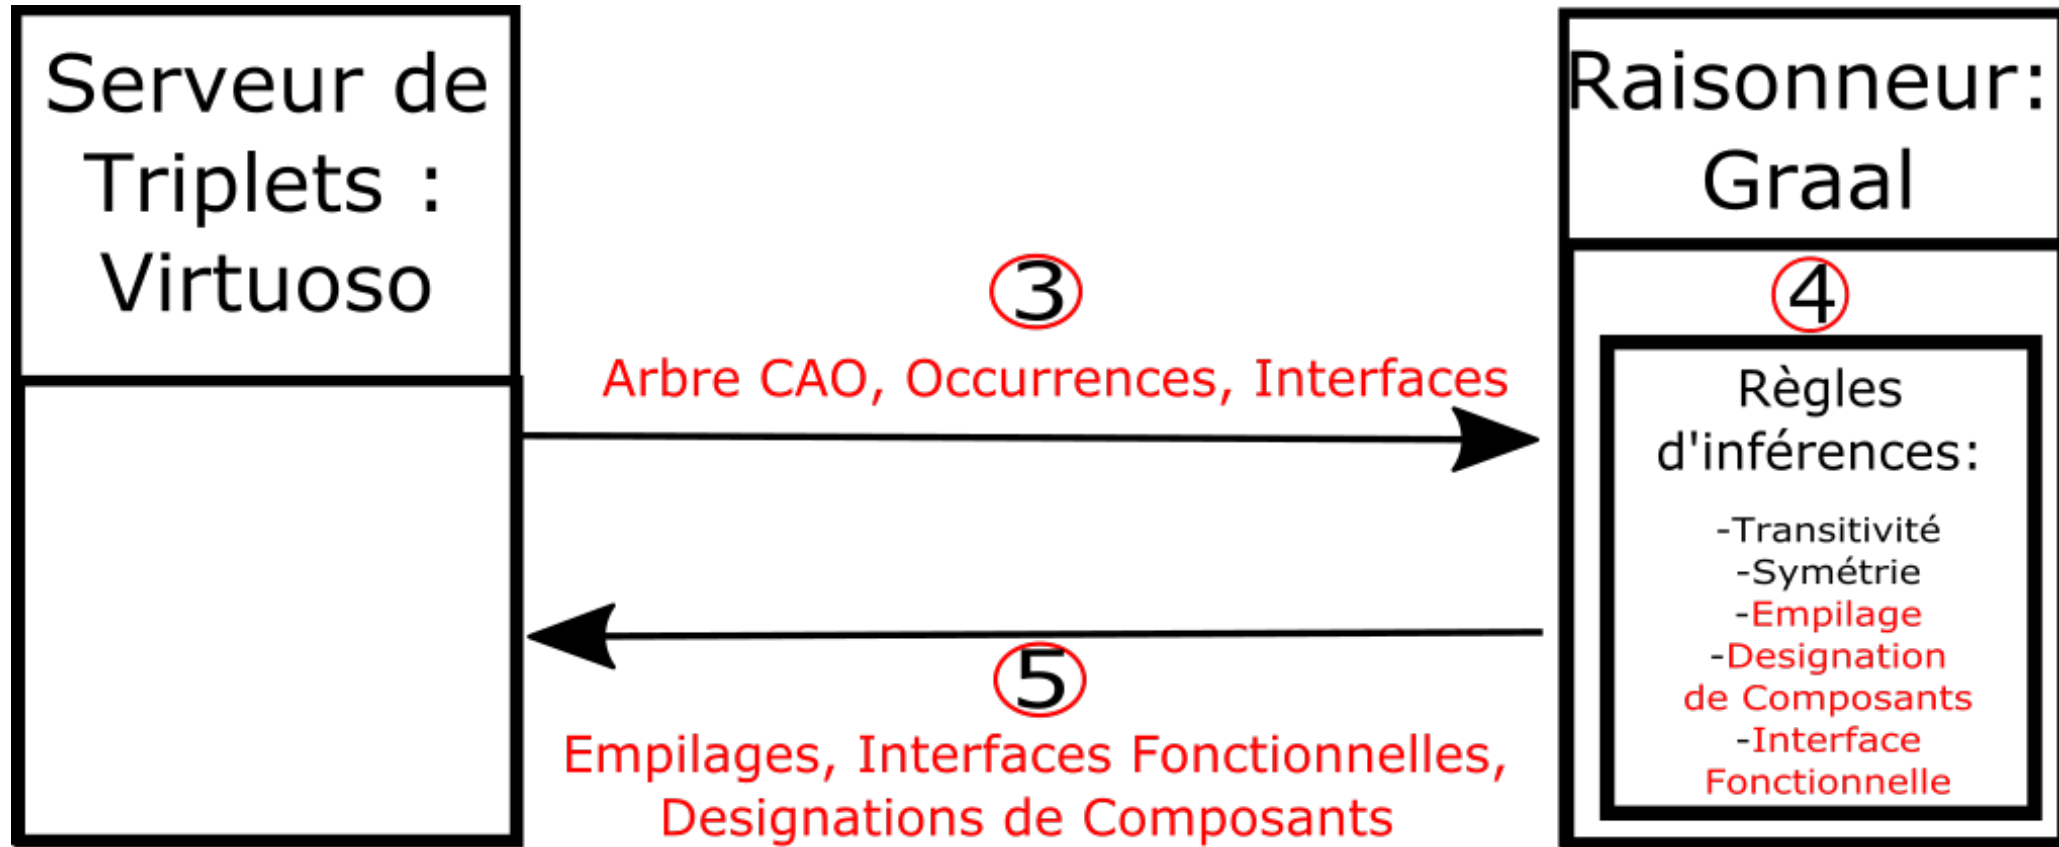 Serveur de
Triplets :
Virtuoso
3
Arbre CAO, Occurrences, Interfaces
5
Empilages, Interfaces Fonctionnelles,
Designations de Composants
Raisonneur:
Graal
4
Règles
d'inférences:
-Transitivité
-Symétrie
-Empilage
-Designation
de Composants
-Interface
Fonctionnelle